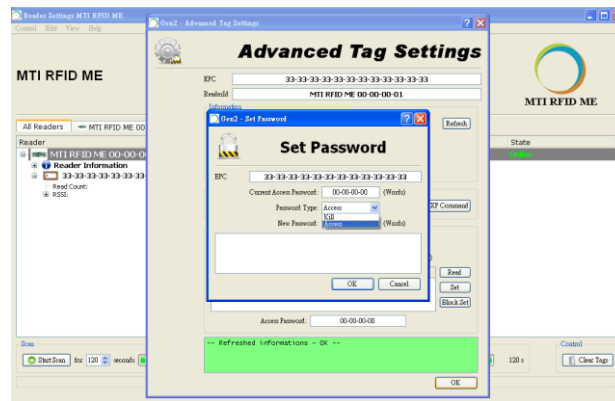 Reader Settings MTI RFID ME
Control Edit View Help
MTI RFID ME
MTI RFID ME
All Readers MTI RFID ME 00
Reader
State
MTI RFID ME 00-00-0
Reader Information
33-33-33-33-33-33-33-
Read Count:
RSSI:
Scan
Start Scan for 120 seconds
120 s
Control
Clear Tags
Gen2 - Advanced Tag Settings
Advanced Tag Settings
EPC 33-33-33-33-33-33-33-33-33-33-33-33
ReaderId MTI RFID ME 00-00-00-01
Information
Refresh
XP Command)
Read
Set
Block Set
Access Password: 00-00-00-00
-- Refreshed informations - OK --
OK
Gen2 - Set Password
Set Password
EPC 33-33-33-33-33-33-33-33-33-33-33-33
Current Access Password: 00-00-00-00 (Words)
Password Type: Access
Kill
Access
New Password: (Words)
OK Cancel